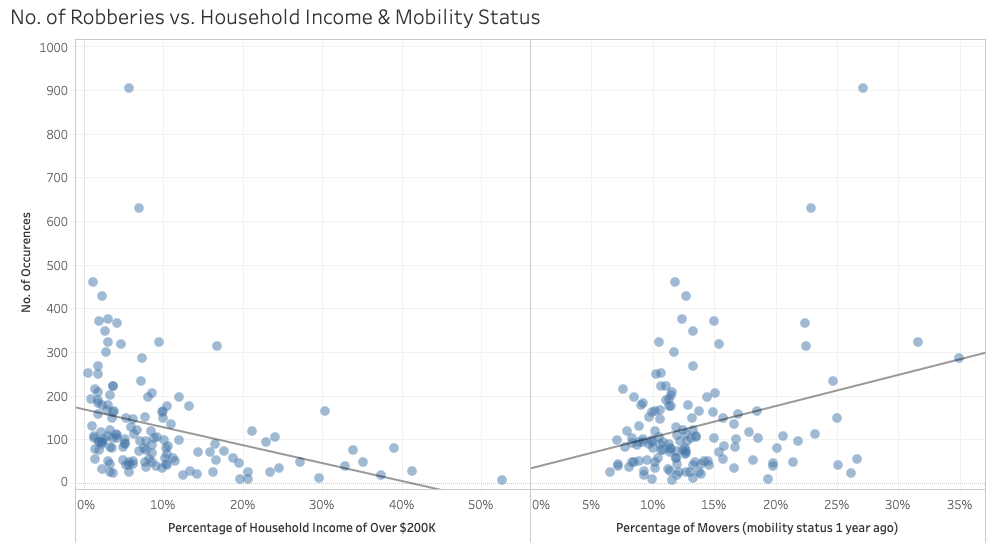 No. of Robberies vs. Household Income & Mobility Status
1000
900
800
700
600
500
400
300
200
100
0
No. of Occurences
0% 10% 20% 30% 40% 50%
0% 5% 10% 15% 20% 25% 30% 35%
Percentage of Household Income of Over $200K
Percentage of Movers (mobility status 1 year ago)